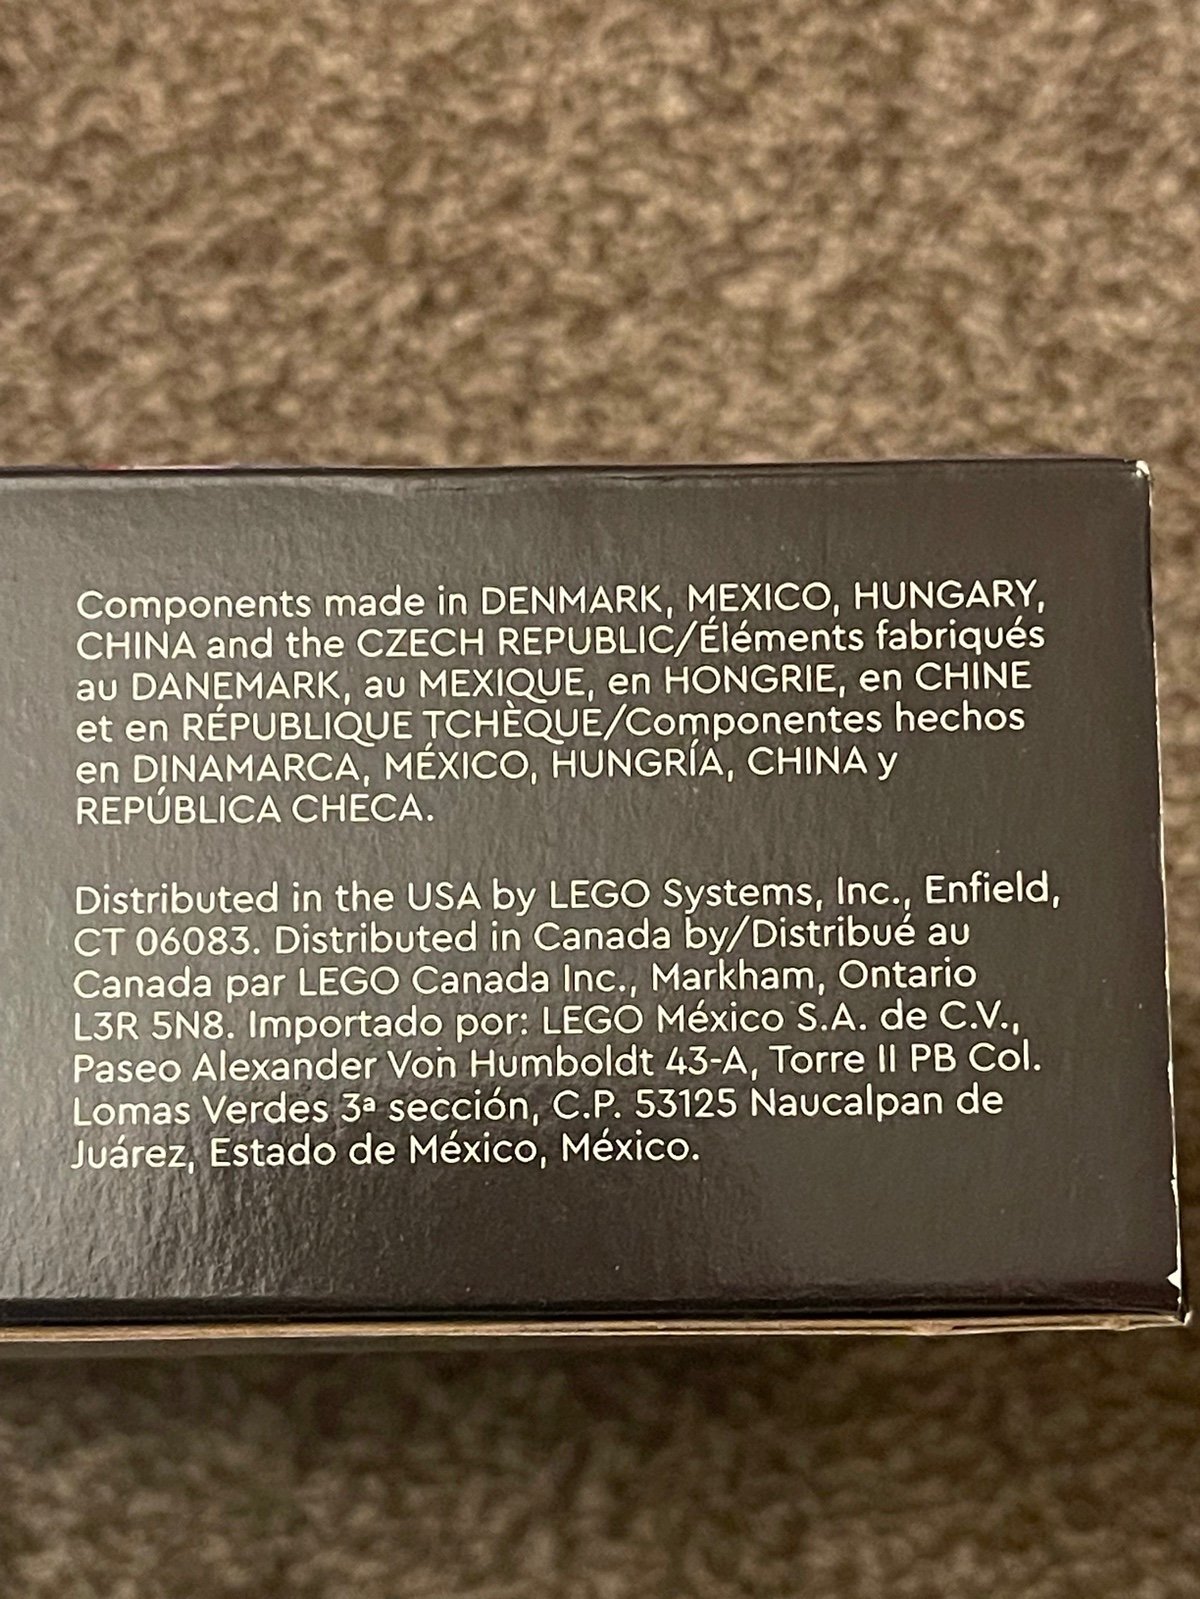 Components made in DENMARK, MEXICO, HUNGARY,
CHINA and the CZECH REPUBLIC/Éléments fabriqués
au DANEMARK, au MEXIQUE, en HONGRIE, en CHINE
et en RÉPUBLIQUE TCHÈQUE/Componentes hechos
en DINAMARCA, MÉXICO, HUNGRÍA, CHINA y
REPÚBLICA CHECA.
Distributed in the USA by LEGO Systems, Inc., Enfield,
CT 06083. Distributed in Canada by/Distribué au
Canada par LEGO Canada Inc., Markham, Ontario
L3R 5N8. Importado por: LEGO México S.A. de C.V.,
Paseo Alexander Von Humboldt 43-A, Torre II PB Col.
Lomas Verdes 3ª sección, C.P. 53125 Naucalpan de
Juárez, Estado de México, México.